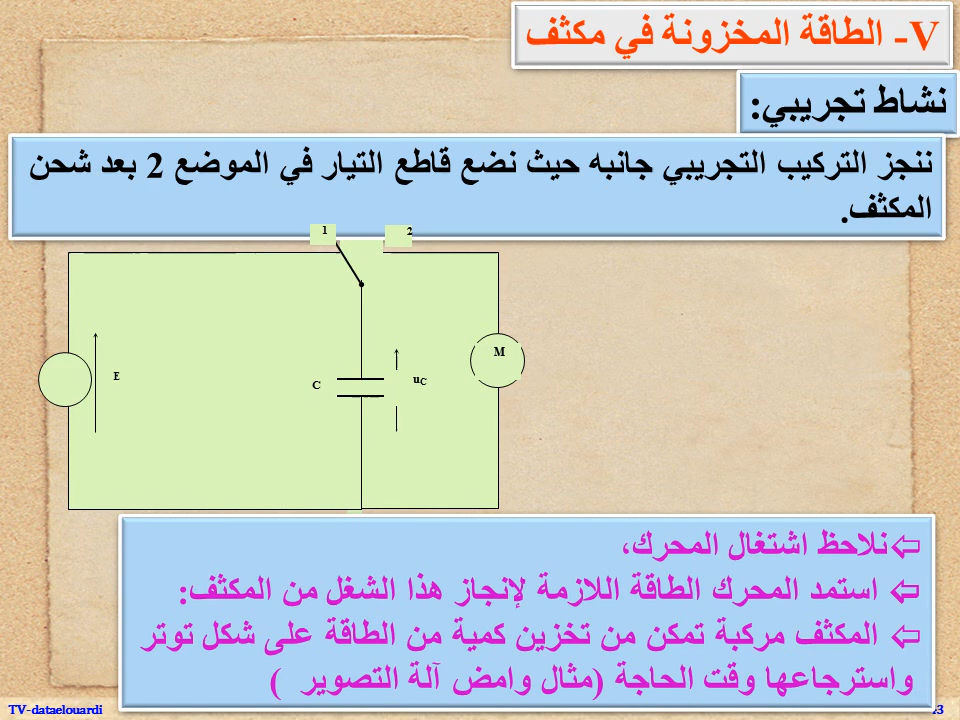 V- الطاقة المخزونة في مكثف
نشاط تجريبي:
ننجز التركيب التجريبي جانبه حيث نضع قاطع التيار في الموضع 2 بعد شحن
المكثف.
1
2
M
E
C
uC
⇦نلاحظ اشتغال المحرك،
⇦ استمد المحرك الطاقة اللازمة لإنجاز هذا الشغل من المكثف:
⇦ المكثف مركبة تمكن من تخزين كمية من الطاقة على شكل توتر
واسترجاعها وقت الحاجة (مثال وامض آلة التصوير )
TV-dataelouardi